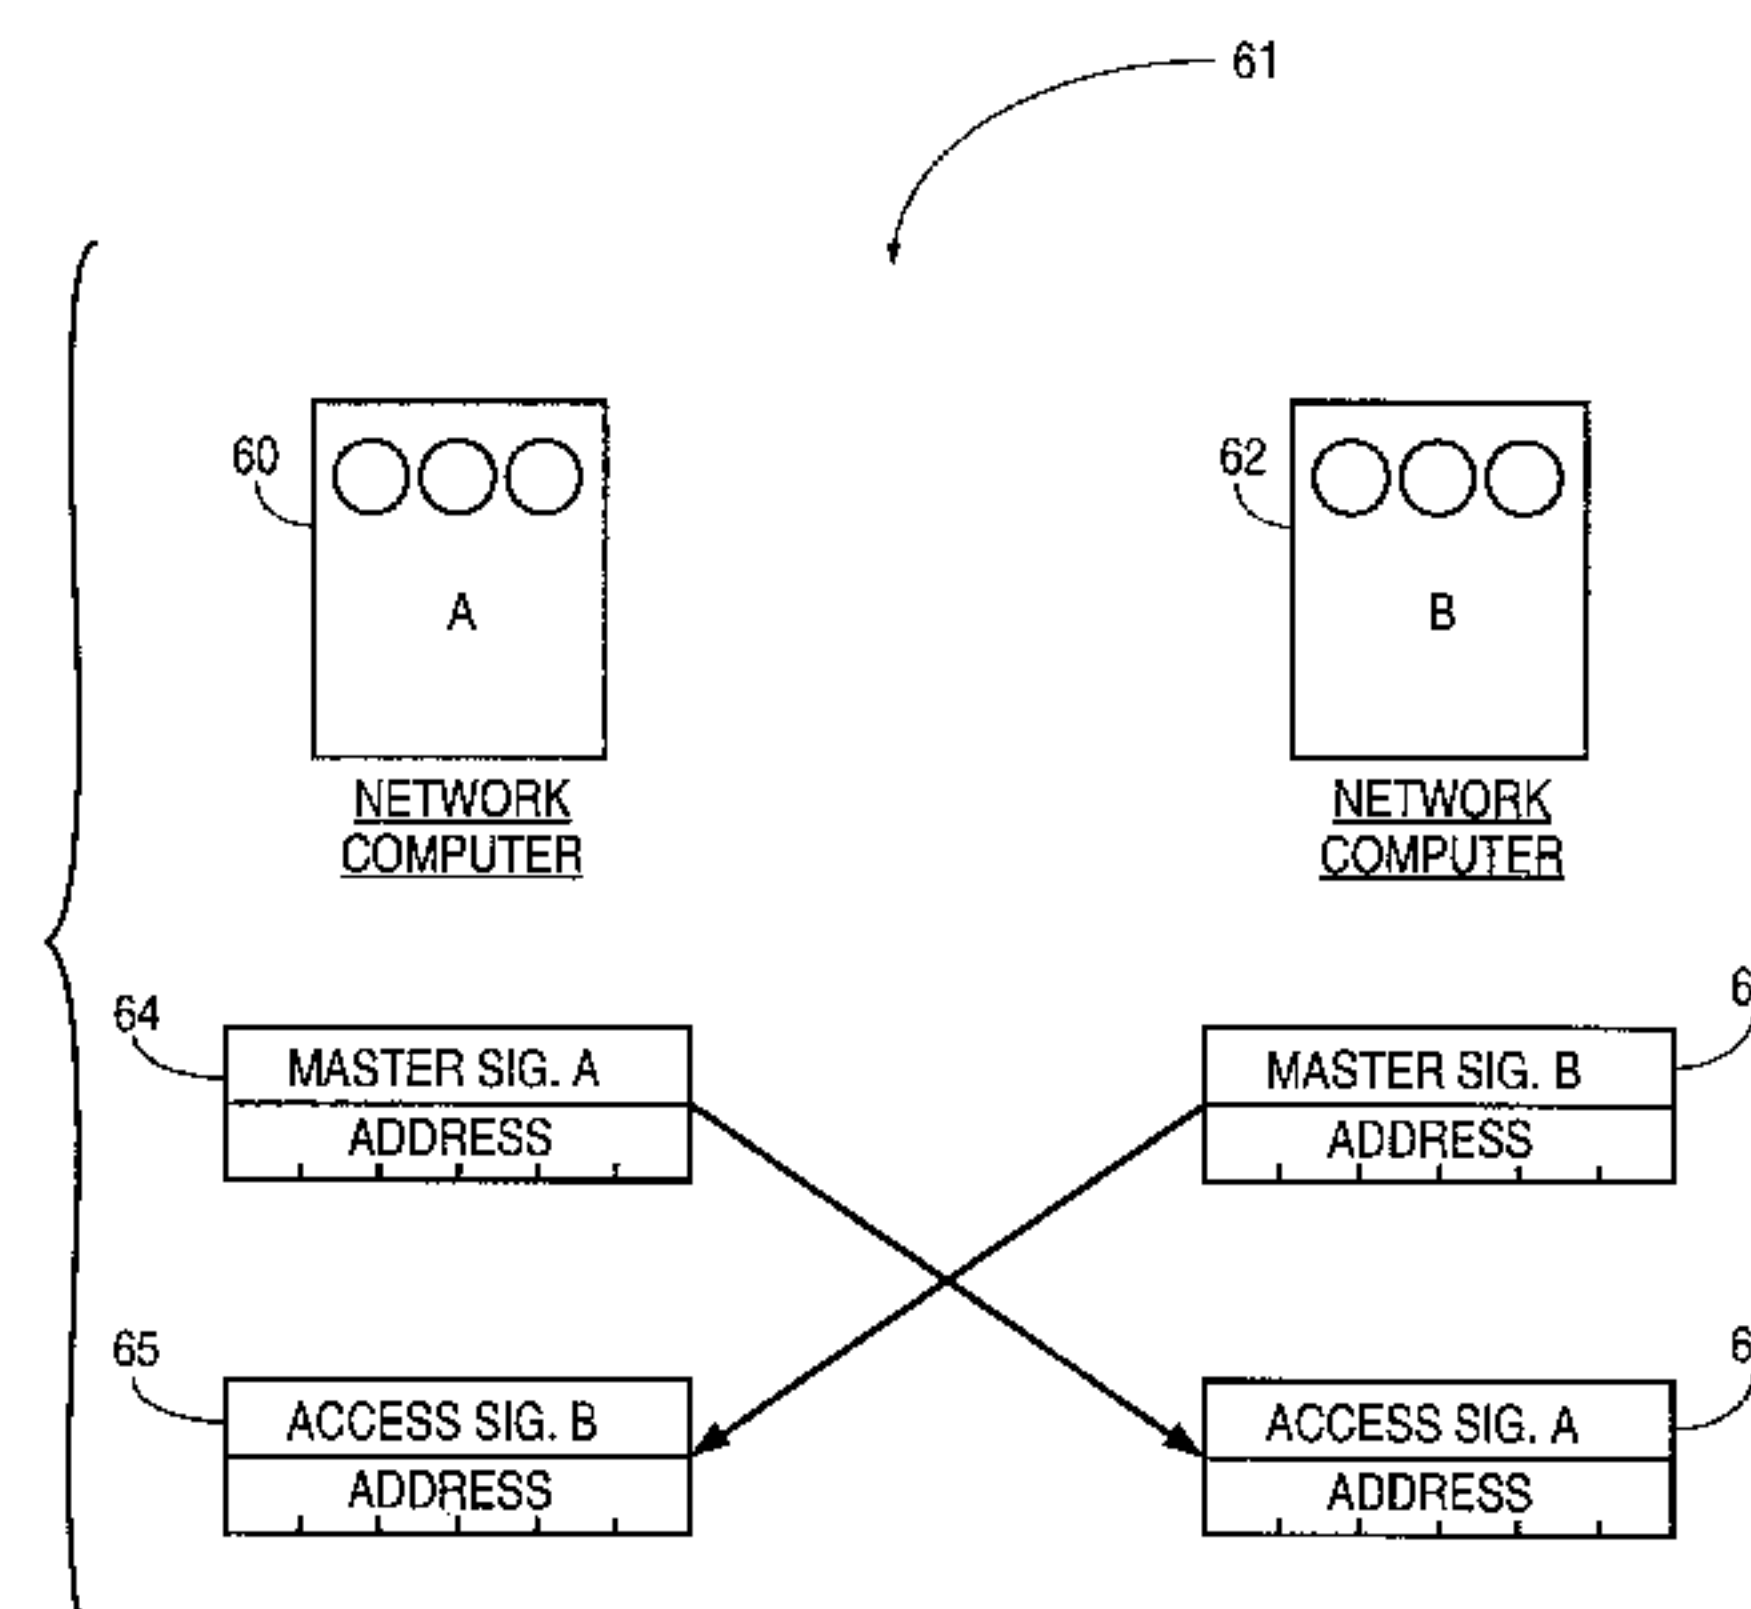 61
60
62
A
B
NETWORK
COMPUTER
NETWORK
COMPUTER
64
MASTER SIG. A
ADDRESS
MASTER SIG. B
ADDRESS
65
ACCESS SIG. B
ADDRESS
ACCESS SIG. A
ADDRESS